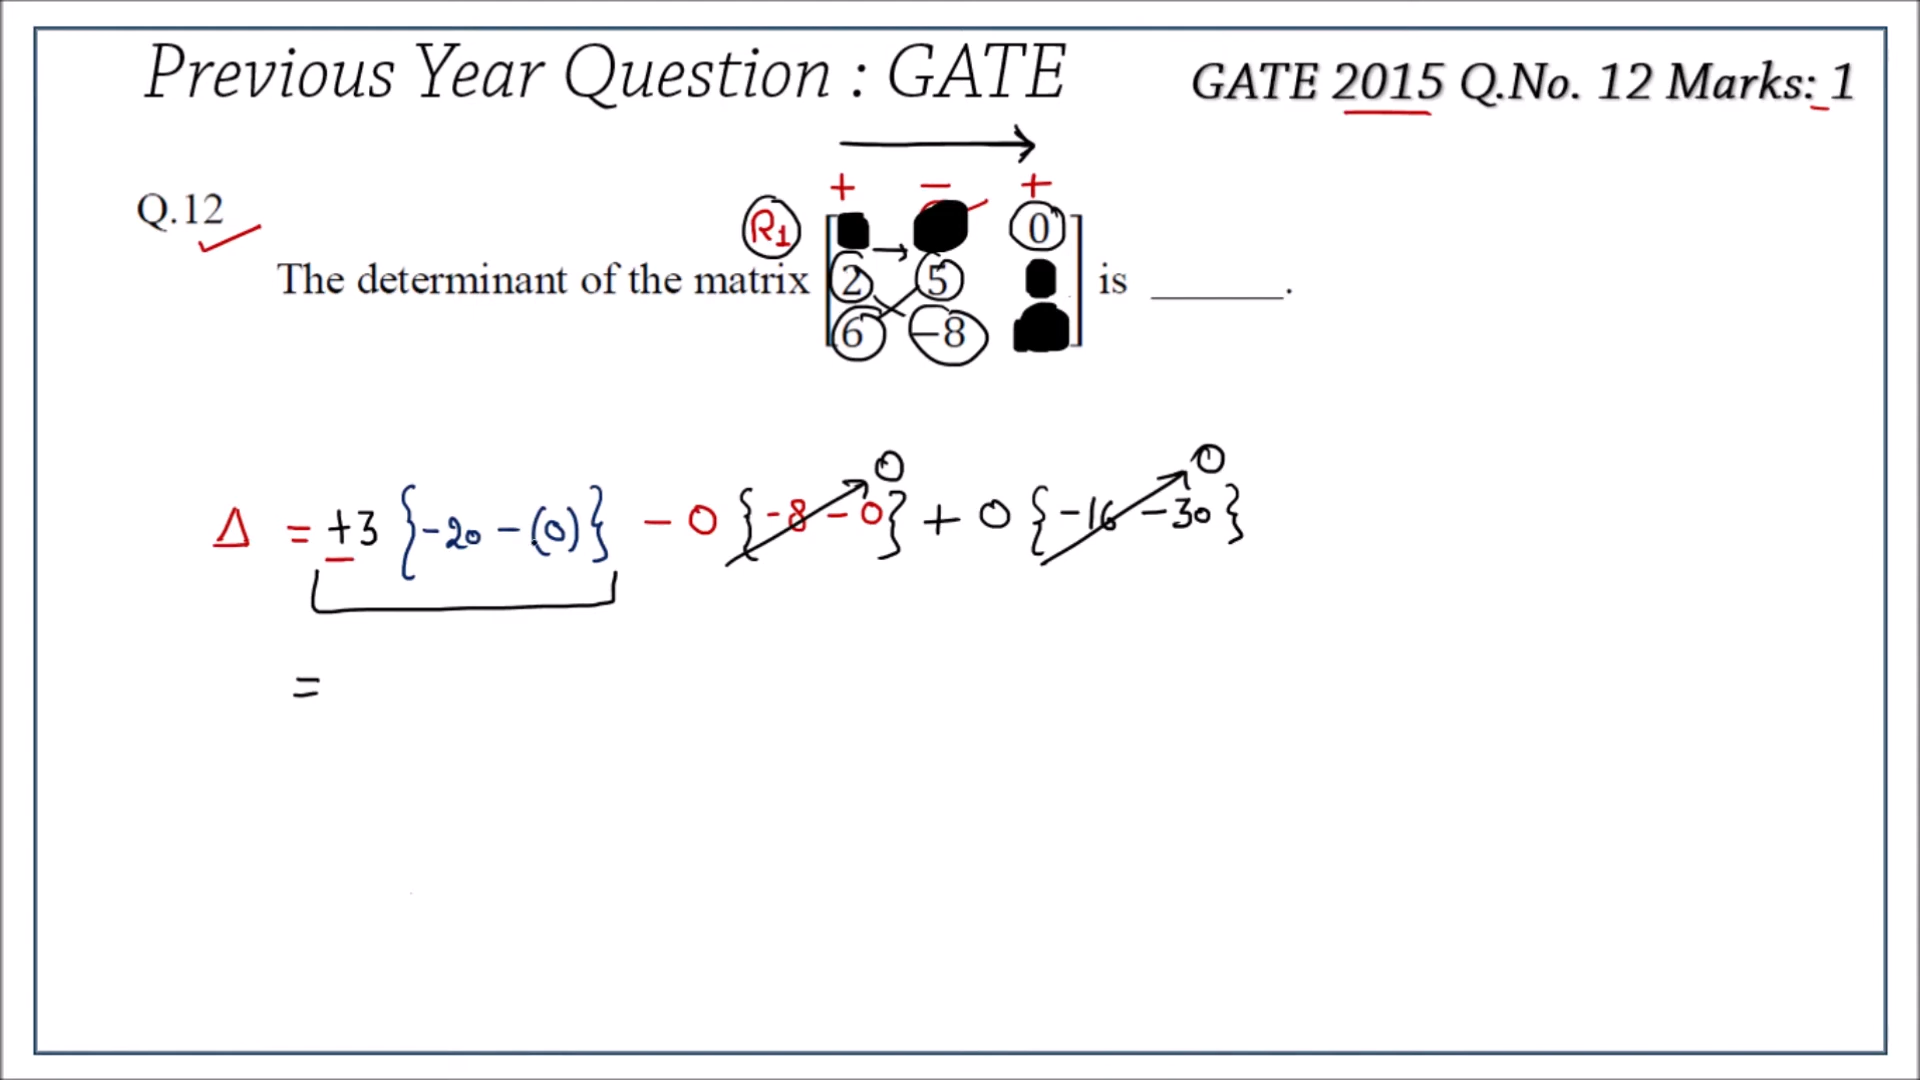 Previous Year Question : GATE
GATE 2015 Q.No. 12 Marks: 1
+ − +
Q.12
R1
0
The determinant of the matrix 2 5 is ______.
6 −8
0 0
Δ = +3 {-20 -(0)} - 0 {-8 - 0} + 0 {-16 -30}
=